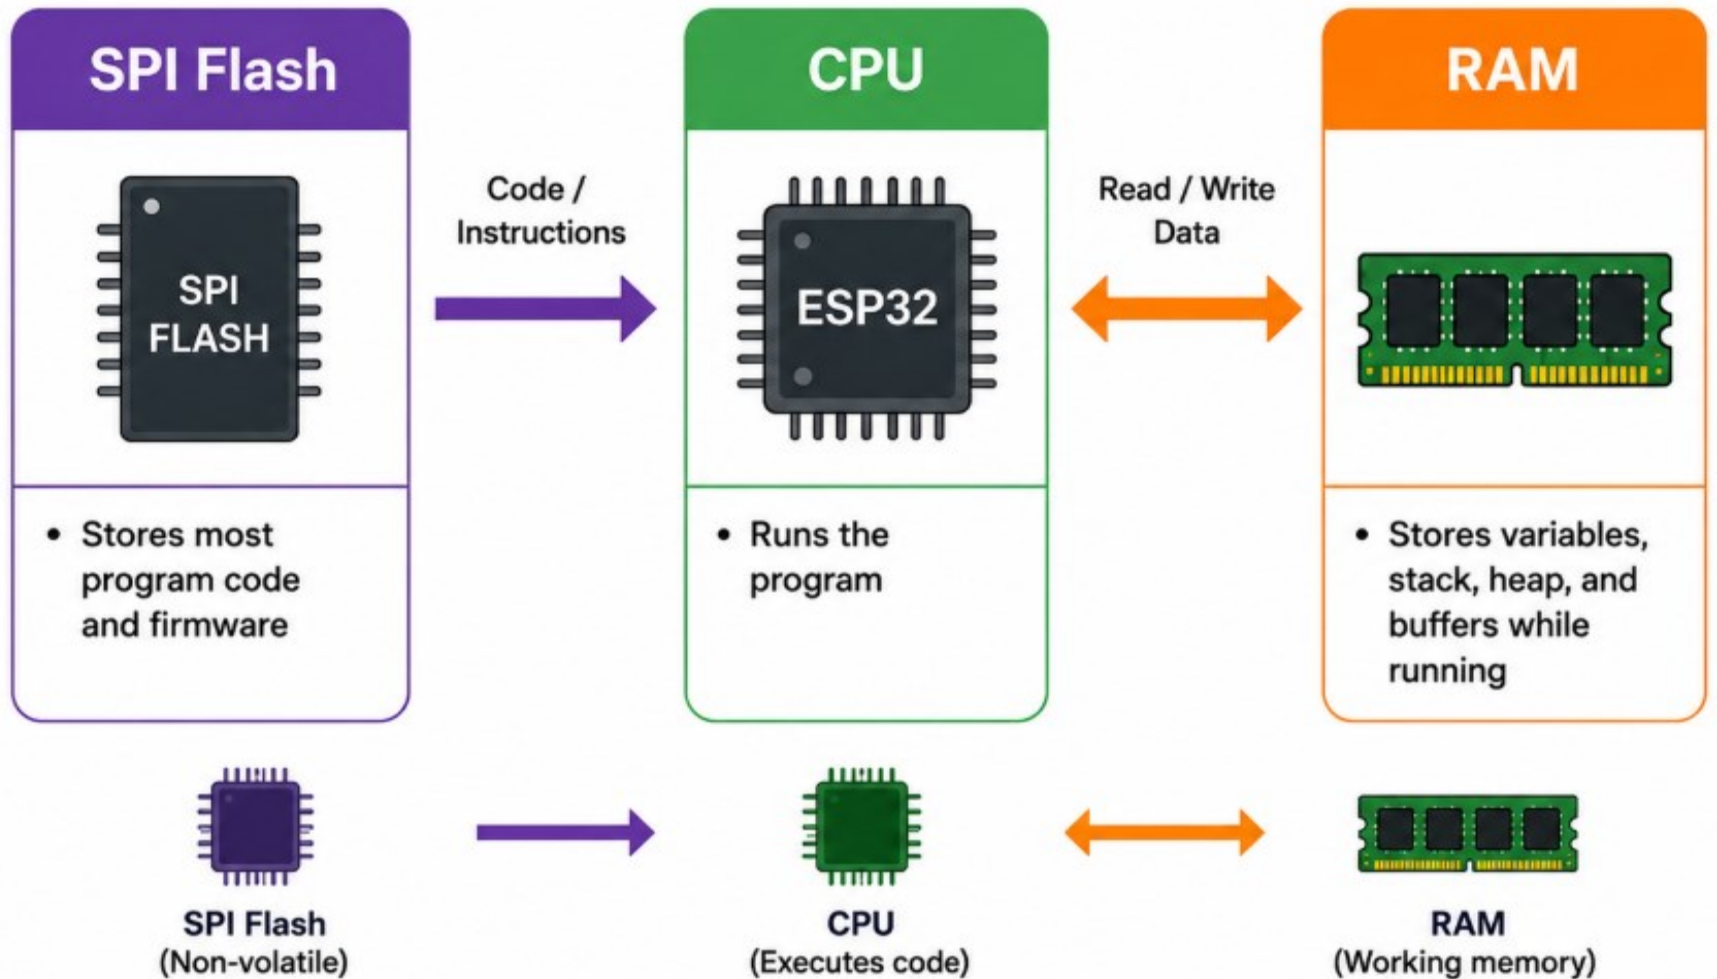 SPI Flash
CPU
RAM
Code /
Instructions
Read / Write
Data
SPI
FLASH
ESP32
• Stores most
program code
and firmware
• Runs the
program
• Stores variables,
stack, heap, and
buffers while
running
SPI Flash
(Non-volatile)
CPU
(Executes code)
RAM
(Working memory)